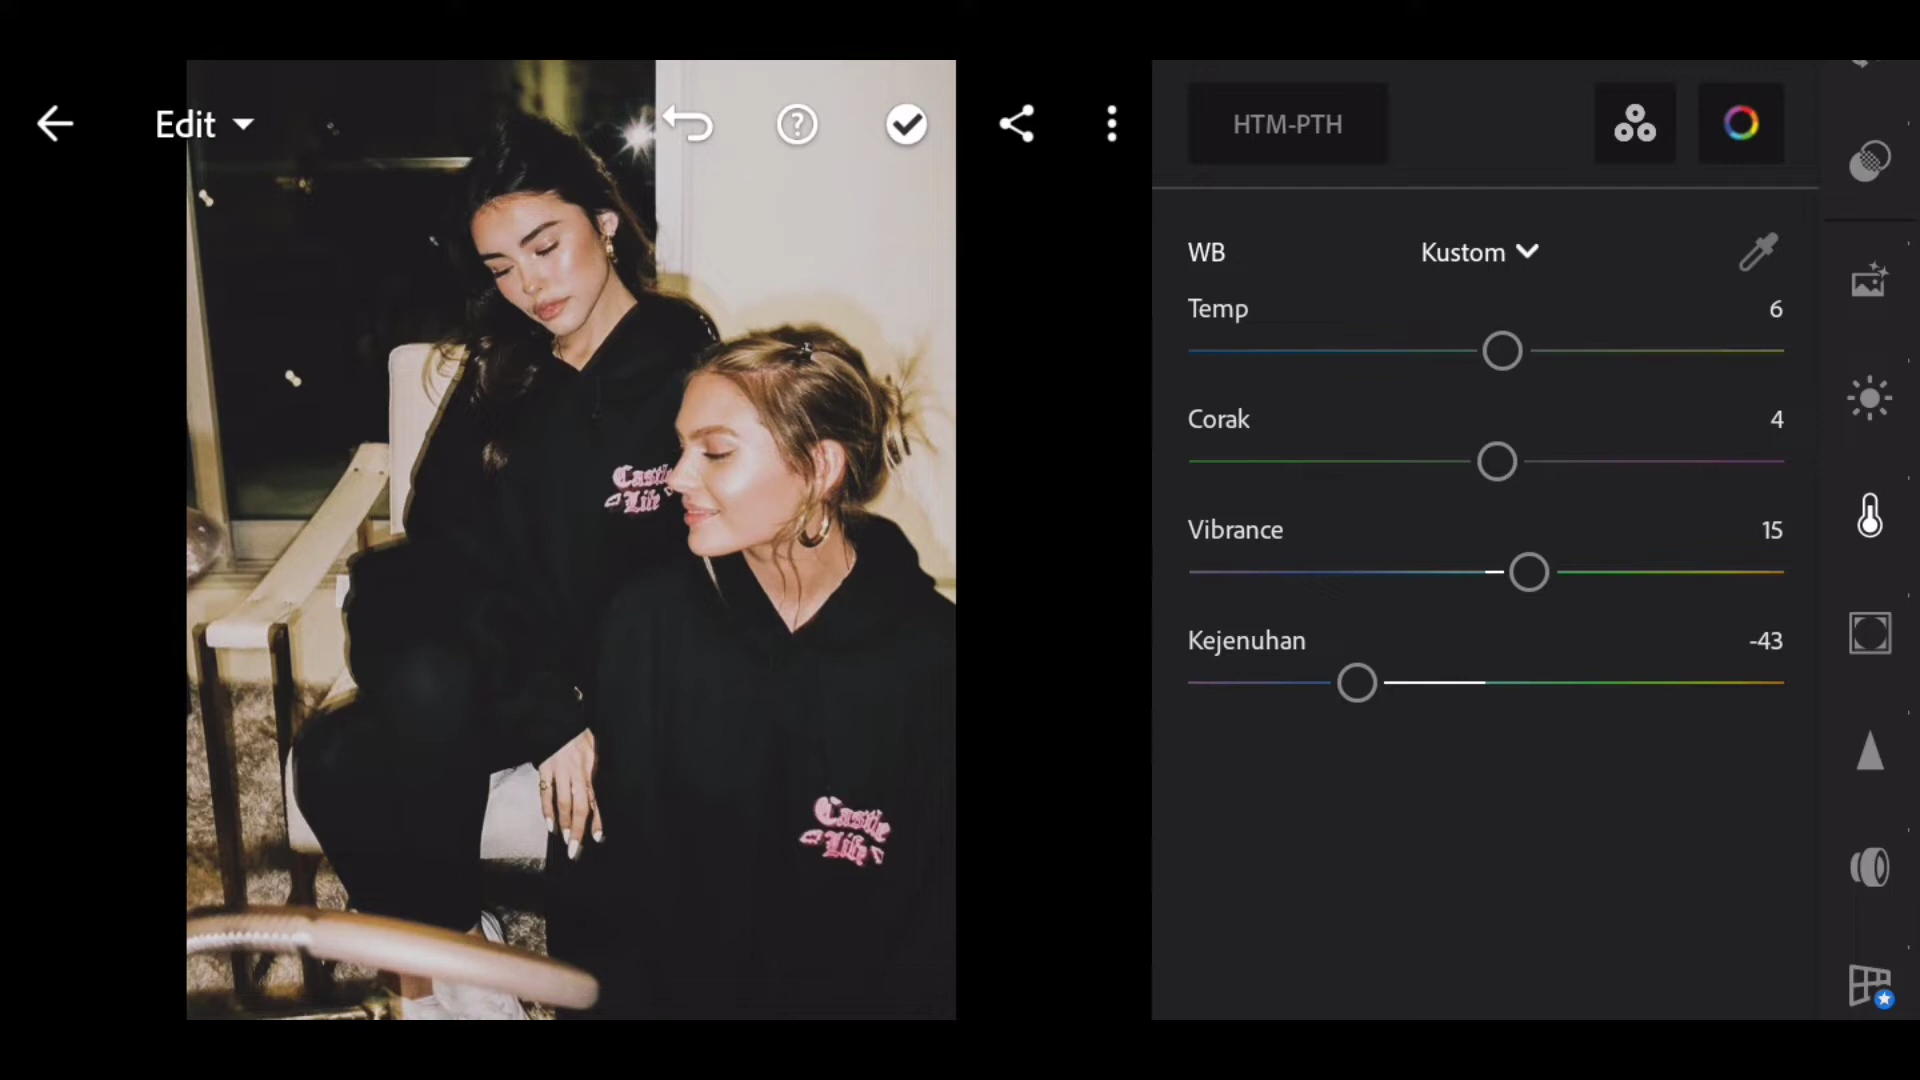 Edit
HTM-PTH
WB
Kustom
Temp
6
Corak
4
Vibrance
15
Kejenuhan
-43
Castle
Life
Castle
Life